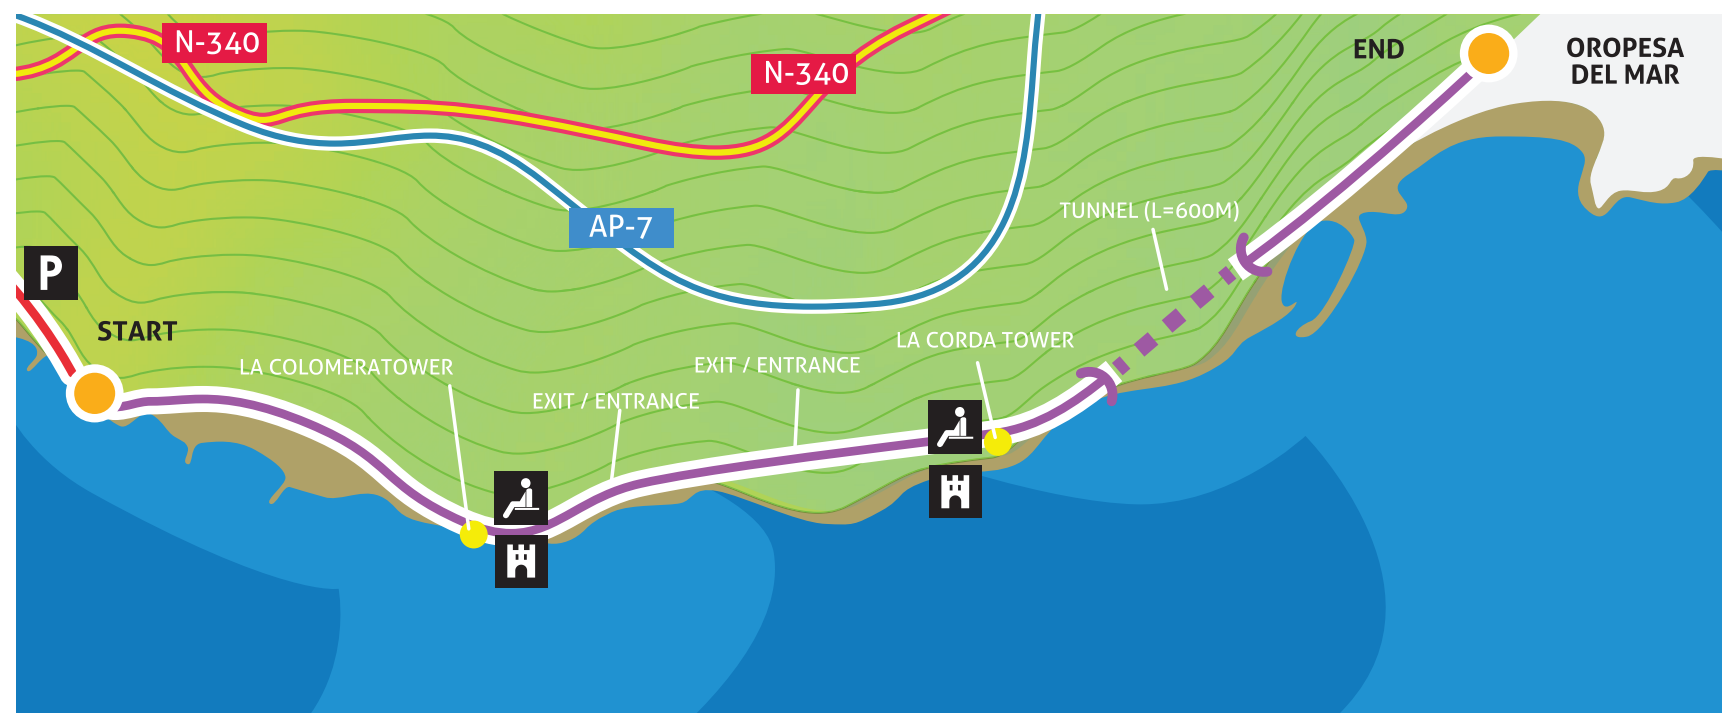 N-340
N-340
END
OROPESA
DEL MAR
AP-7
TUNNEL (L=600M)
P
START
LA COLOMERATOWER
EXIT / ENTRANCE
EXIT / ENTRANCE
LA CORDA TOWER